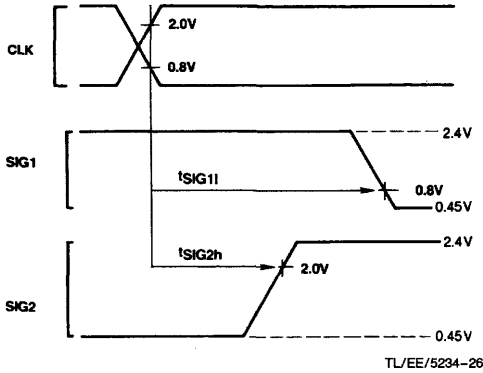 CLK
2.0V
0.8V
SIG1
2.4V
tSIG1l
0.8V
0.45V
2.4V
tSIG2h
2.0V
SIG2
0.45V
TL/EE/5234-26